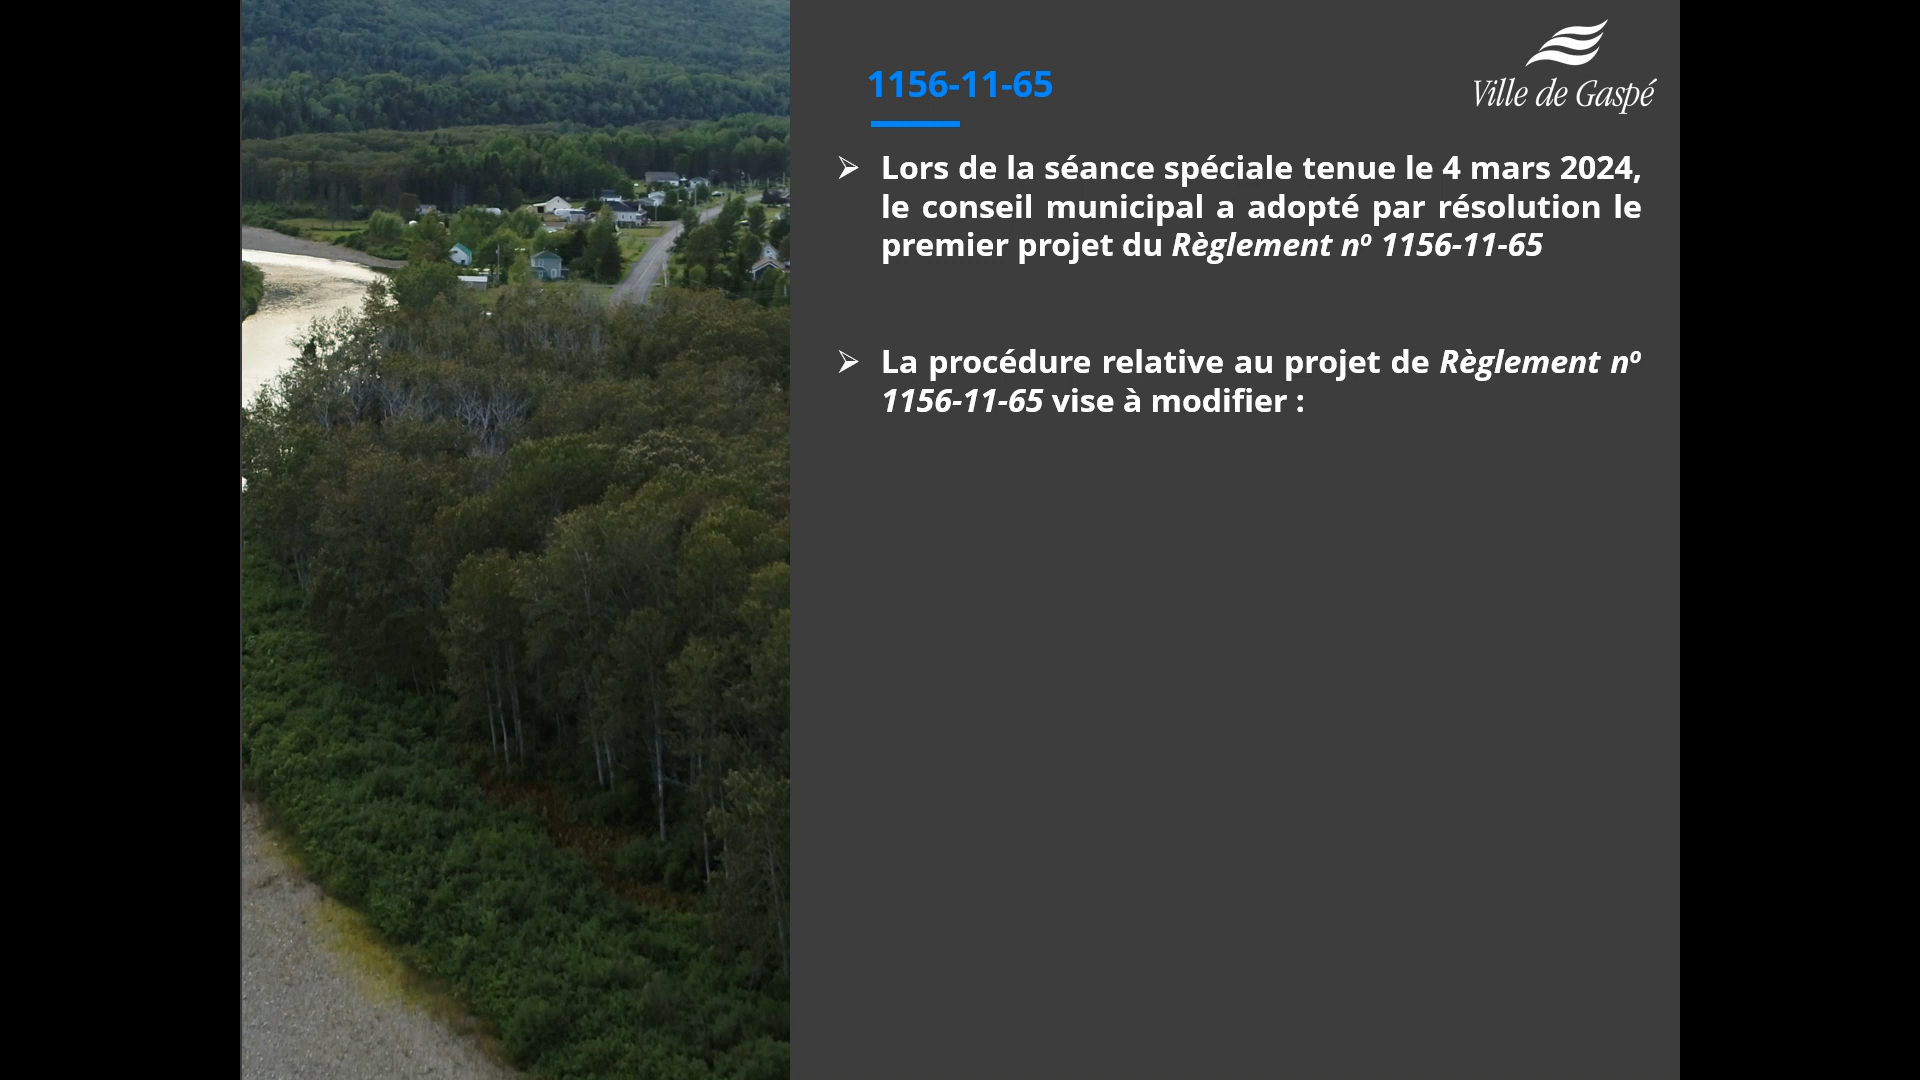 Ville de Gaspé
1156-11-65
➢ Lors de la séance spéciale tenue le 4 mars 2024,
le conseil municipal a adopté par résolution le
premier projet du Règlement nº 1156-11-65
➢ La procédure relative au projet de Règlement nº
1156-11-65 vise à modifier :